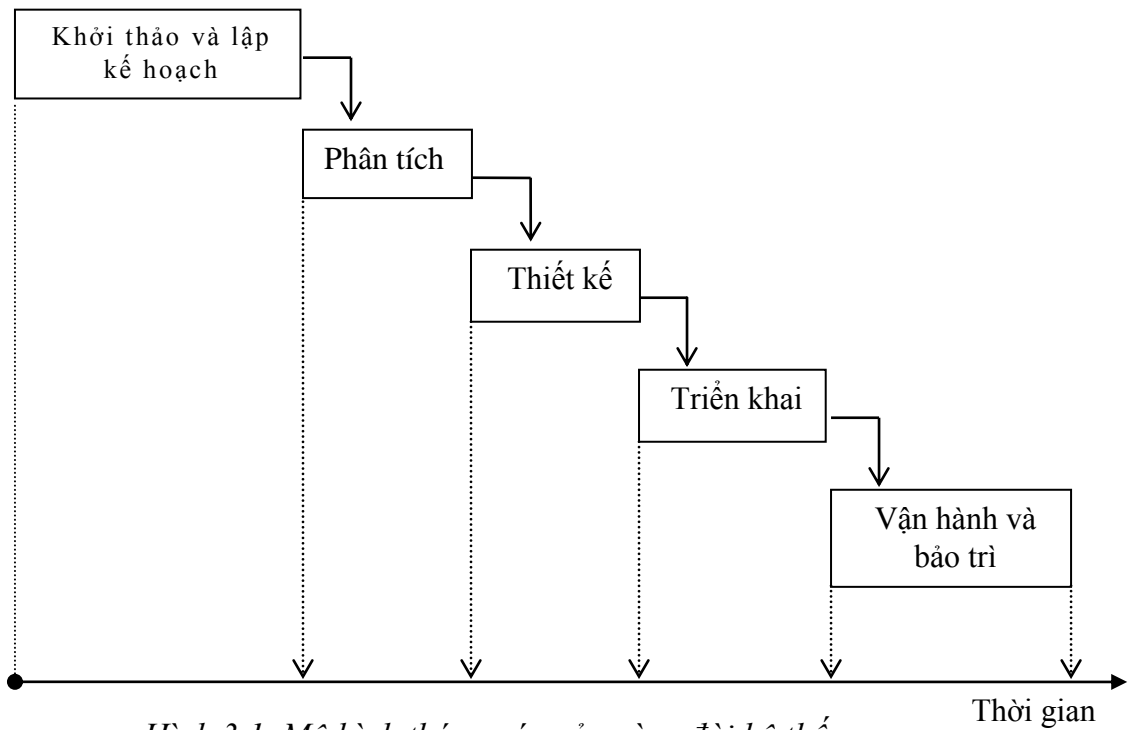 Khởi thảo và lập
kế hoạch
Phân tích
Thiết kế
Triển khai
Vận hành và
bảo trì
Thời gian